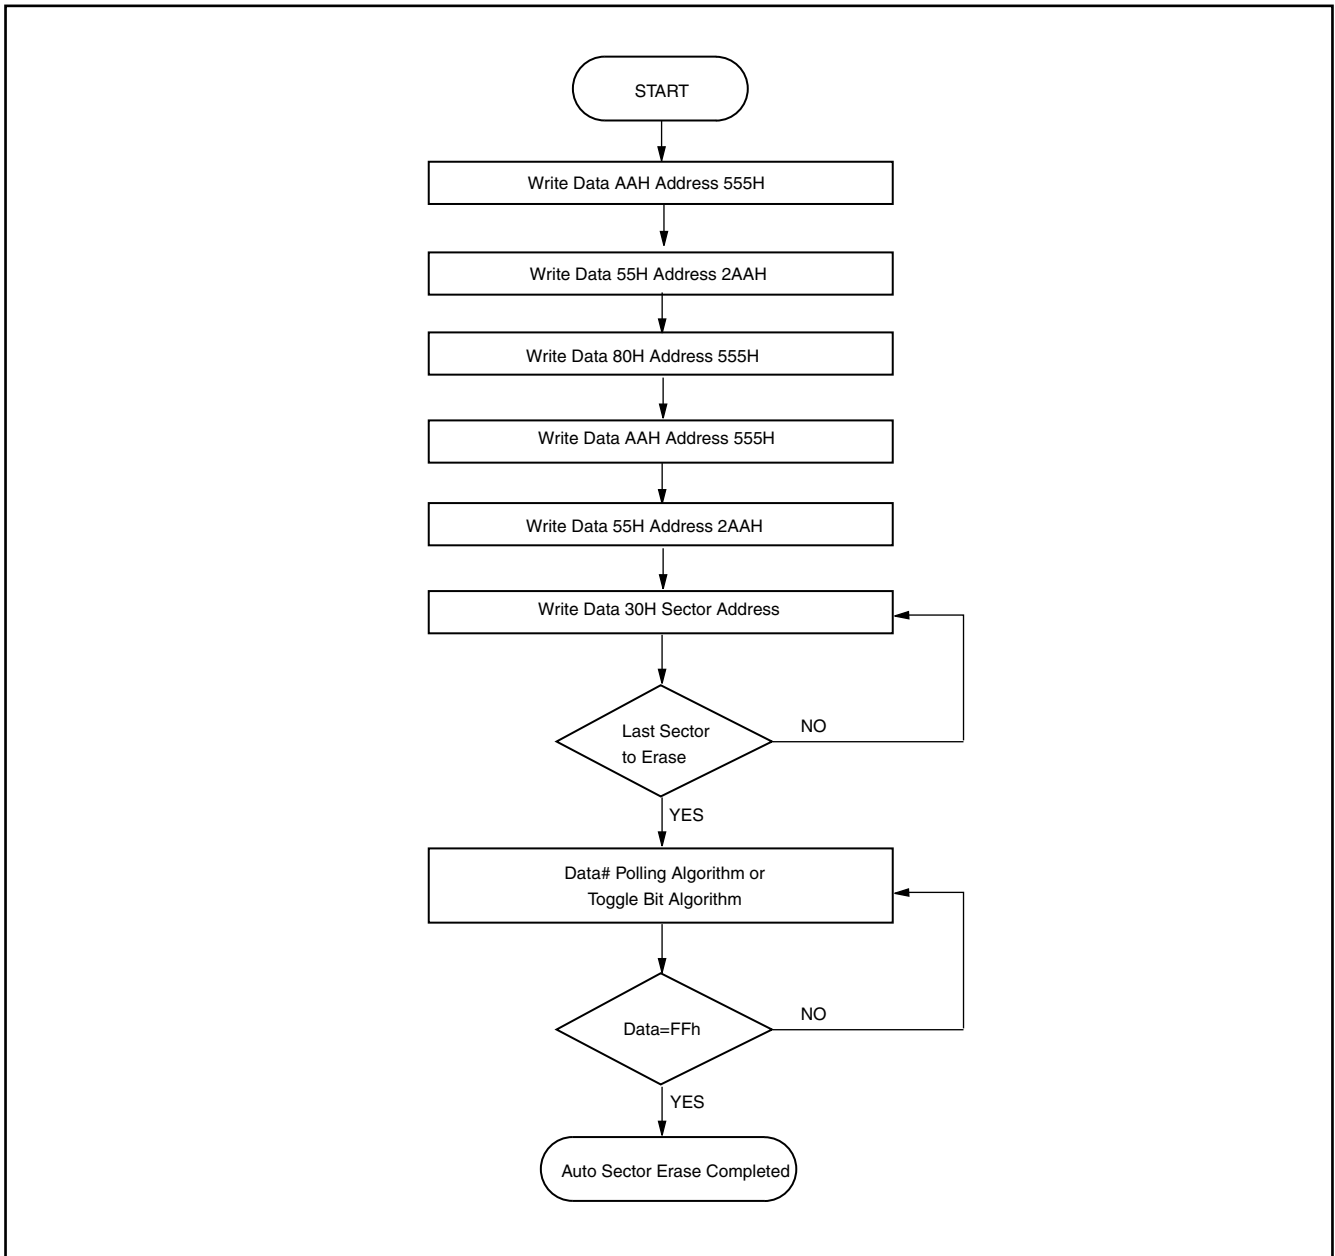 START
Write Data AAH Address 555H
Write Data 55H Address 2AAH
Write Data 80H Address 555H
Write Data AAH Address 555H
Write Data 55H Address 2AAH
Write Data 30H Sector Address
Last Sector
to Erase
NO
YES
Data# Polling Algorithm or
Toggle Bit Algorithm
Data=FFh
NO
YES
Auto Sector Erase Completed